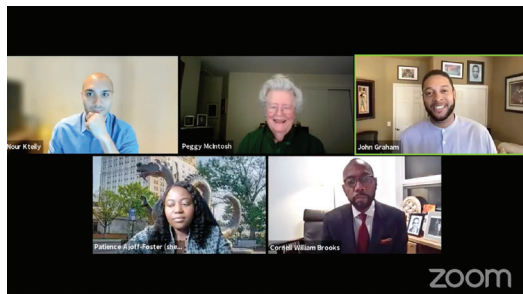 Nour Kteily
Peggy McIntosh
John Graham
Patience Ajoff-Foster (she...
Cornell William Brooks
zoom